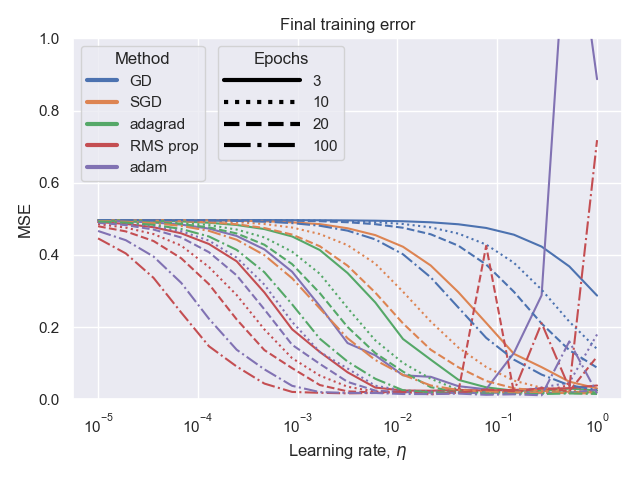 Final training error
Method
GD
SGD
adagrad
RMS prop
adam
Epochs
3
10
20
100
MSE
1.0
0.8
0.6
0.4
0.2
0.0
10⁻⁵ 10⁻⁴ 10⁻³ 10⁻² 10⁻¹ 10⁰
Learning rate, η